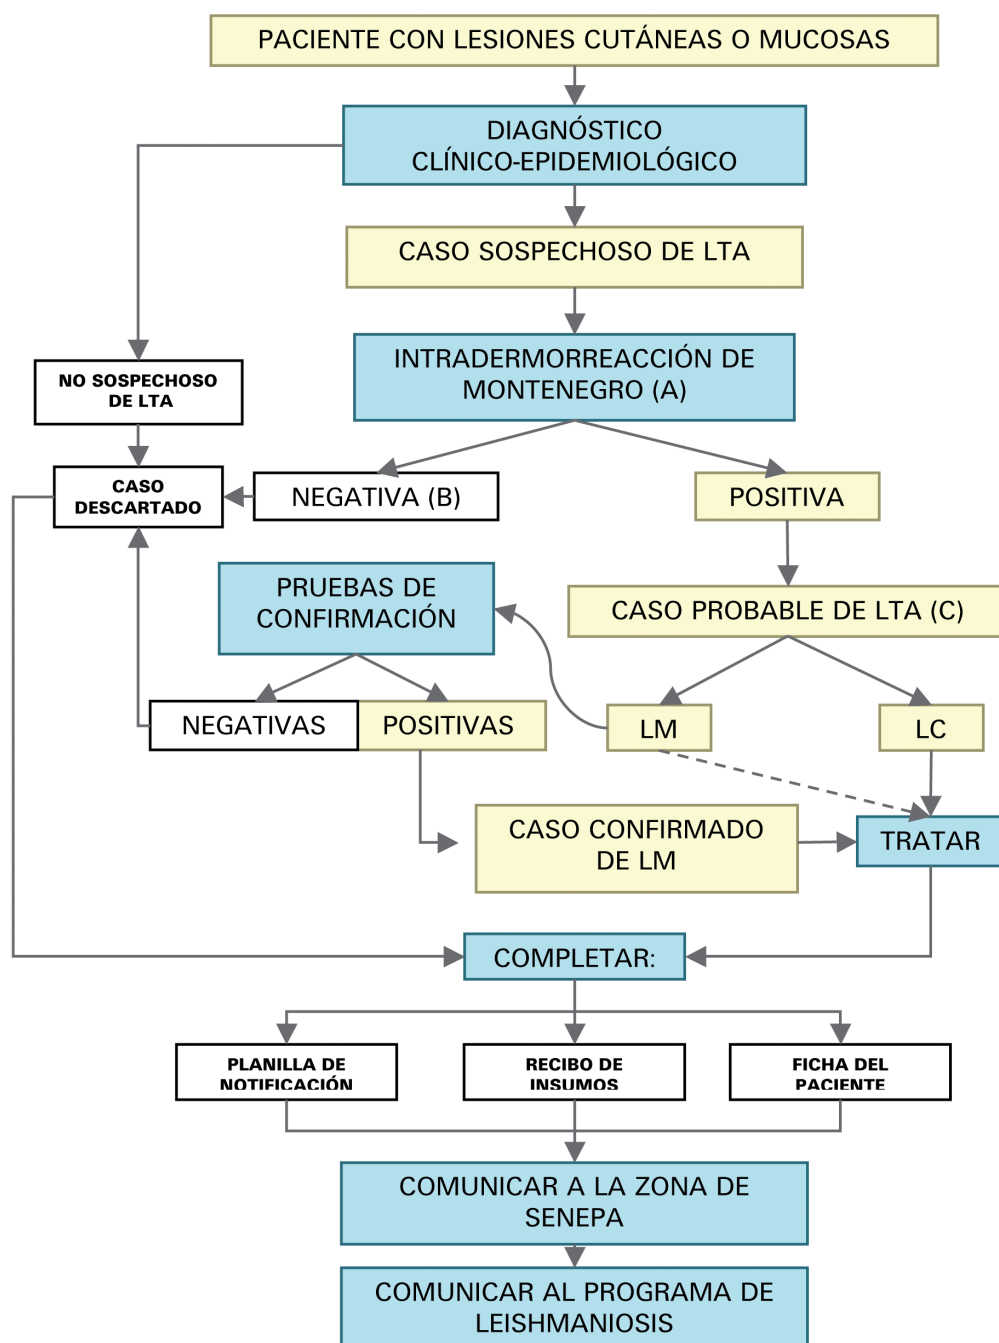 PACIENTE CON LESIONES CUTÁNEAS O MUCOSAS
DIAGNÓSTICO
CLÍNICO-EPIDEMIOLÓGICO
CASO SOSPECHOSO DE LTA
INTRADERMORREACCIÓN DE
MONTENEGRO (A)
NO SOSPECHOSO
DE LTA
CASO
DESCARTADO
NEGATIVA (B)
POSITIVA
PRUEBAS DE
CONFIRMACIÓN
CASO PROBABLE DE LTA (C)
NEGATIVAS
POSITIVAS
LM
LC
CASO CONFIRMADO
DE LM
TRATAR
COMPLETAR:
PLANILLA DE
NOTIFICACIÓN
RECIBO DE
INSUMOS
FICHA DEL
PACIENTE
COMUNICAR A LA ZONA DE
SENEPA
COMUNICAR AL PROGRAMA DE
LEISHMANIOSIS